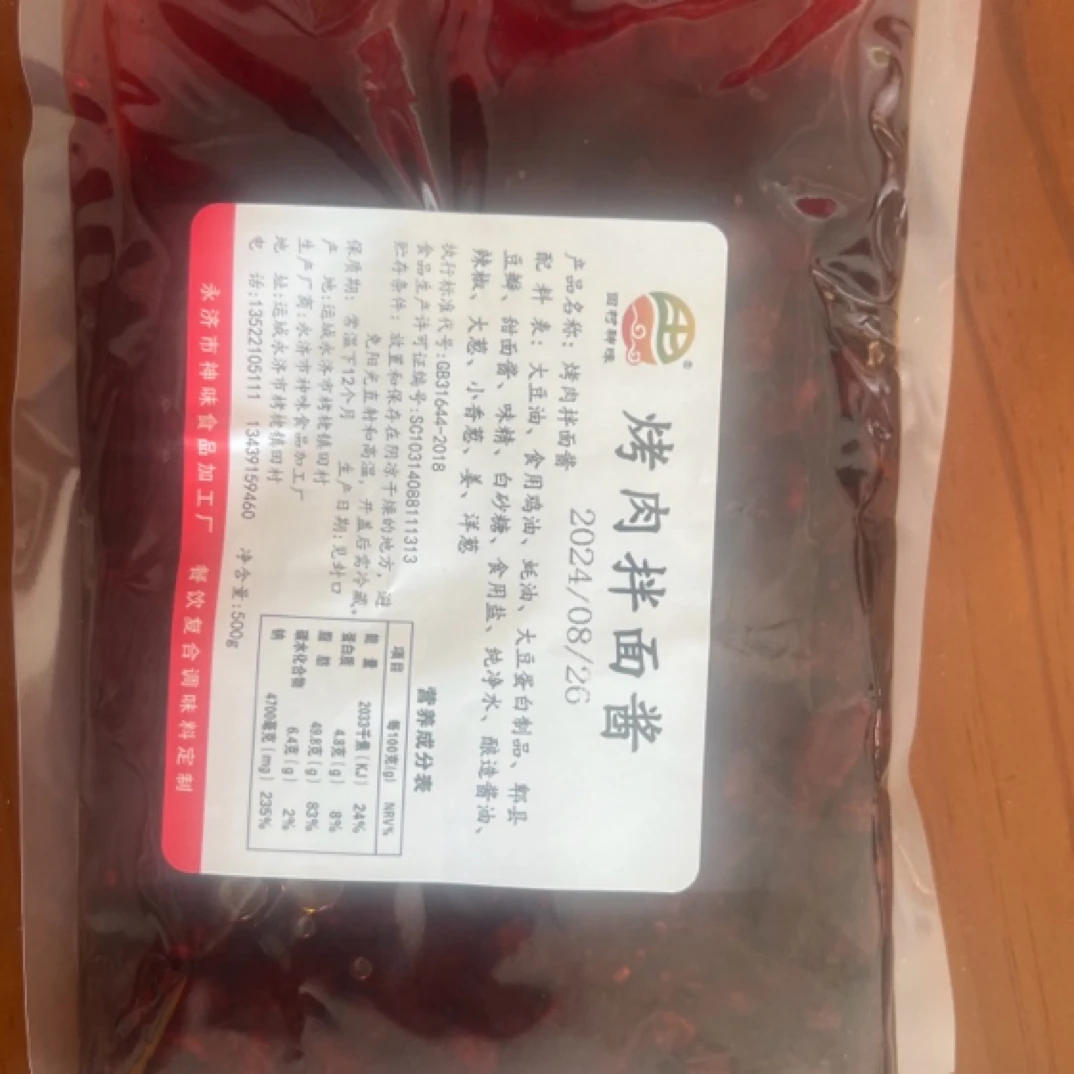 田村神味
®
烤肉拌面酱
产品名称：烤肉拌面酱
2024/08/26
配 料 表：大豆油、食用鸡油、蚝油、大豆蛋白制品、郫县
豆瓣、甜面酱、味精、白砂糖、食用盐、纯净水、酿造酱油、
辣椒、大葱、小香葱、姜、洋葱
执行标准代号:GB31644-2018
食品生产许可证编号:SC10314088111313
贮存条件：放置和保存在阴凉干燥的地方，避
免阳光直射和高温，开盖后需冷藏。
保质期：常温下12个月 生产日期:见封口
产 地:运城永济市栲栳镇田村
生产厂商:永济市神味食品加工厂
地 址:运城永济市栲栳镇田村
电 话:13522105111 13439159460 净含量:500g
营养成分表
项目 每100克(g) NRV%
能 量 2033千焦(KJ) 24%
蛋白质 4.8克(g) 8%
脂 肪 49.8克(g) 83%
碳水化合物 6.4克(g) 2%
钠 4700毫克(mg) 235%
永济市神味食品加工厂 餐饮复合调味料定制